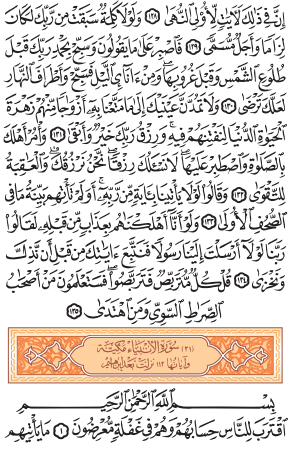 إِنَّ فِي ذَٰلِكَ لَآيَاتٍ لِّأُولِي النُّهَىٰ ﴿١٢٨﴾ وَلَوْلَا كَلِمَةٌ سَبَقَتْ مِن رَّبِّكَ لَكَانَ
لِزَامًا وَأَجَلٌ مُّسَمًّى ﴿١٢٩﴾ فَاصْبِرْ عَلَىٰ مَا يَقُولُونَ وَسَبِّحْ بِحَمْدِ رَبِّكَ قَبْلَ
طُلُوعِ الشَّمْسِ وَقَبْلَ غُرُوبِهَا ۖ وَمِنْ آنَاءِ اللَّيْلِ فَسَبِّحْ وَأَطْرَافَ النَّهَارِ
لَعَلَّكَ تَرْضَىٰ ﴿١٣٠﴾ وَلَا تَمُدَّنَّ عَيْنَيْكَ إِلَىٰ مَا مَتَّعْنَا بِهِ أَزْوَاجًا مِّنْهُمْ زَهْرَةَ
الْحَيَاةِ الدُّنْيَا لِنَفْتِنَهُمْ فِيهِ ۚ وَرِزْقُ رَبِّكَ خَيْرٌ وَأَبْقَىٰ ﴿١٣١﴾ وَأْمُرْ أَهْلَكَ
بِالصَّلَاةِ وَاصْطَبِرْ عَلَيْهَا ۖ لَا نَسْأَلُكَ رِزْقًا ۖ نَّحْنُ نَرْزُقُكَ ۗ وَالْعَاقِبَةُ
لِلتَّقْوَىٰ ﴿١٣٢﴾ وَقَالُوا لَوْلَا يَأْتِينَا بِآيَةٍ مِّن رَّبِّهِ ۚ أَوَلَمْ تَأْتِهِم بَيِّنَةُ مَا فِي
الصُّحُفِ الْأُولَىٰ ﴿١٣٣﴾ وَلَوْ أَنَّا أَهْلَكْنَاهُم بِعَذَابٍ مِّن قَبْلِهِ لَقَالُوا
رَبَّنَا لَوْلَا أَرْسَلْتَ إِلَيْنَا رَسُولًا فَنَتَّبِعَ آيَاتِكَ مِن قَبْلِ أَن نَّذِلَّ
وَنَخْزَىٰ ﴿١٣٤﴾ قُلْ كُلٌّ مُّتَرَبِّصٌ فَتَرَبَّصُوا ۖ فَسَتَعْلَمُونَ مَنْ أَصْحَابُ
الصِّرَاطِ السَّوِيِّ وَمَنِ اهْتَدَىٰ ﴿١٣٥﴾
(٢١) سُورَةُ الْأَنْبِيَاءِ مَكِّيَّة
وَآيَاتُهَا ١١٢ نَزَلَتْ بَعْدَ إِبْرَاهِيمَ
بِسْمِ اللَّهِ الرَّحْمَٰنِ الرَّحِيمِ
اقْتَرَبَ لِلنَّاسِ حِسَابُهُمْ وَهُمْ فِي غَفْلَةٍ مُّعْرِضُونَ ﴿١﴾ مَا يَأْتِيهِم